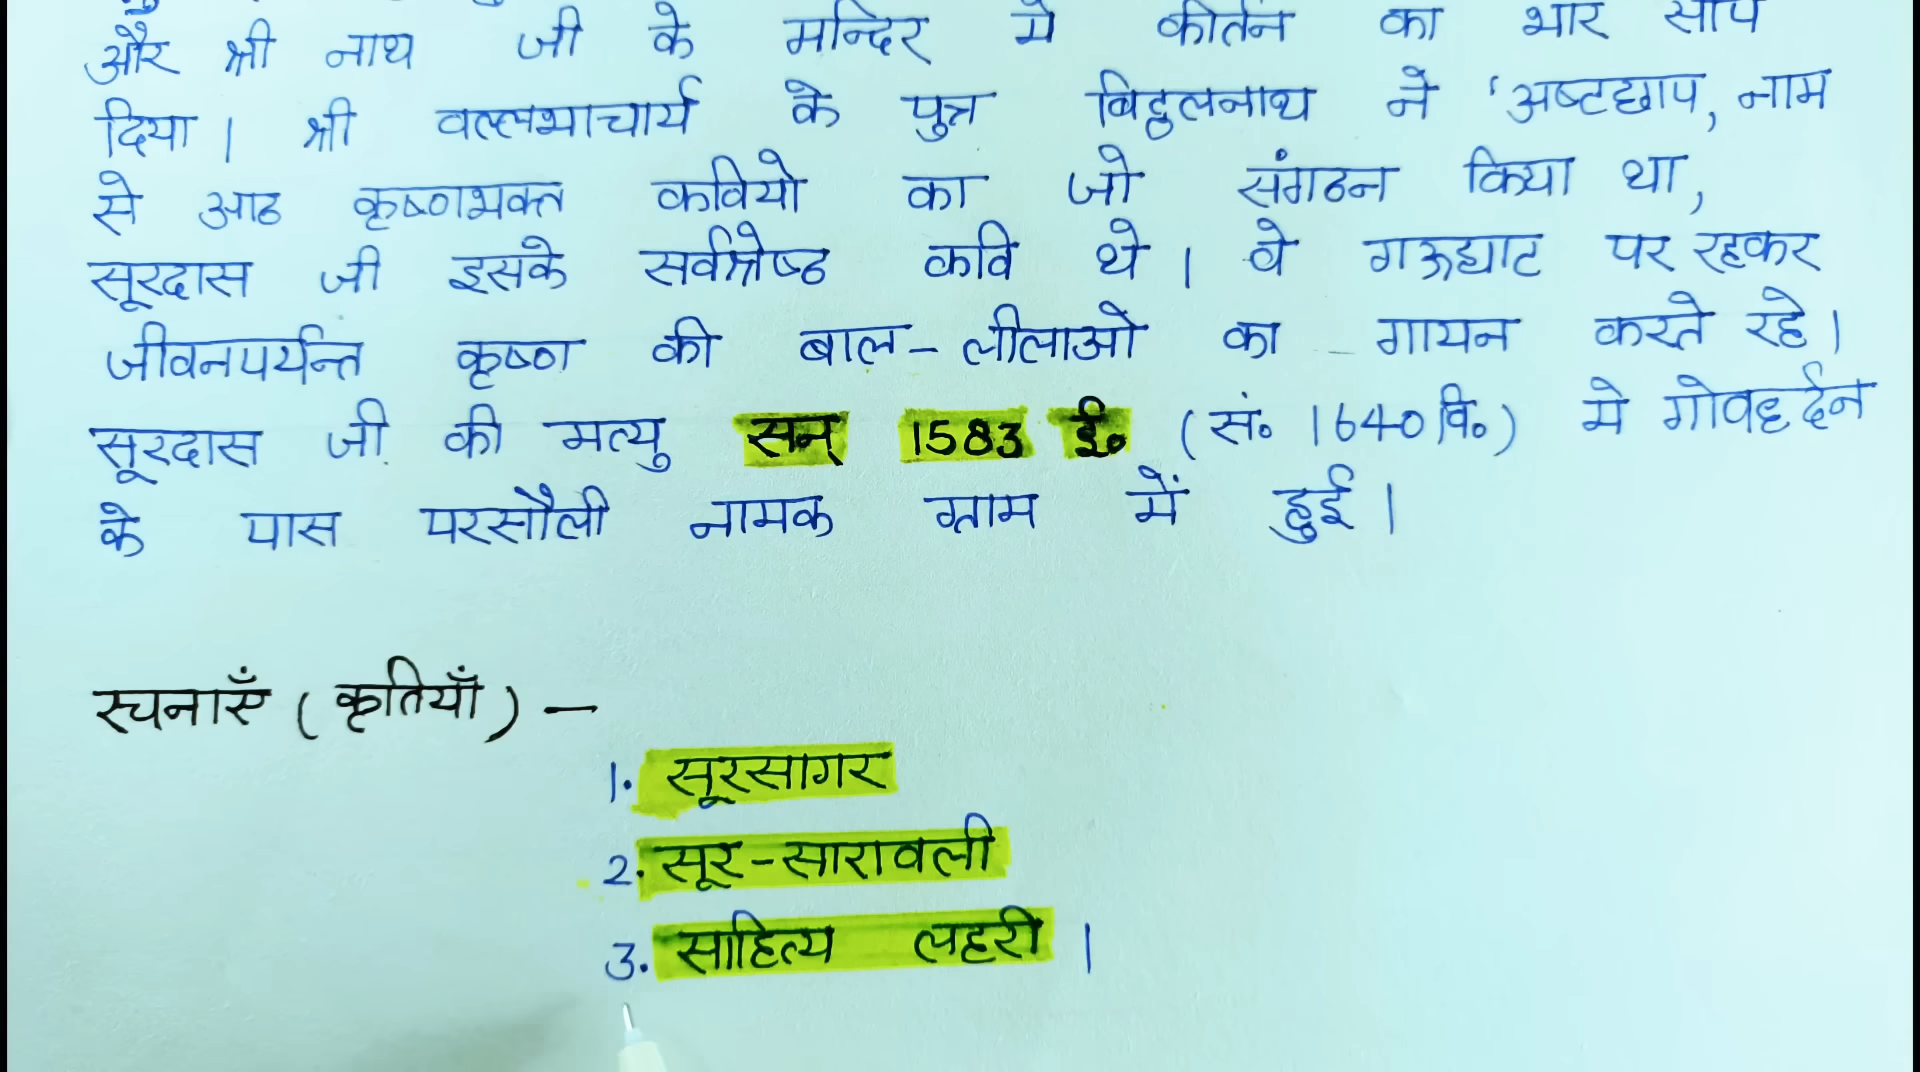 और श्री नाथ जी के मन्दिर मे कीर्तन का भार सौंप
दिया। श्री वल्लभाचार्य के पुत्र बिट्ठलनाथ ने 'अष्टछाप, नाम
से आठ कृष्णभक्त कवियो का जो संगठन किया था,
सूरदास जी इसके सर्वश्रेष्ठ कवि थे। वे गऊघाट पर रहकर
जीवनपर्यन्त कृष्ण की बाल-लीलाओ का गायन करते रहे।
सूरदास जी की मत्यु सन् 1583 ई० (सं० 1640 वि०) मे
के पास परसौली नामक ग्राम में हुई।
रचनाएँ (कृतियाँ) -
1. सूरसागर
2. सूर-सारावली
3. साहित्य लहरी।